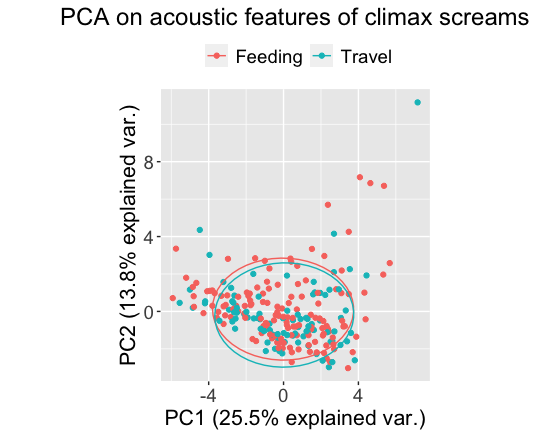 PCA on acoustic features of climax screams
Feeding Travel
PC2 (13.8% explained var.)
8
4
0
-4 0 4
PC1 (25.5% explained var.)